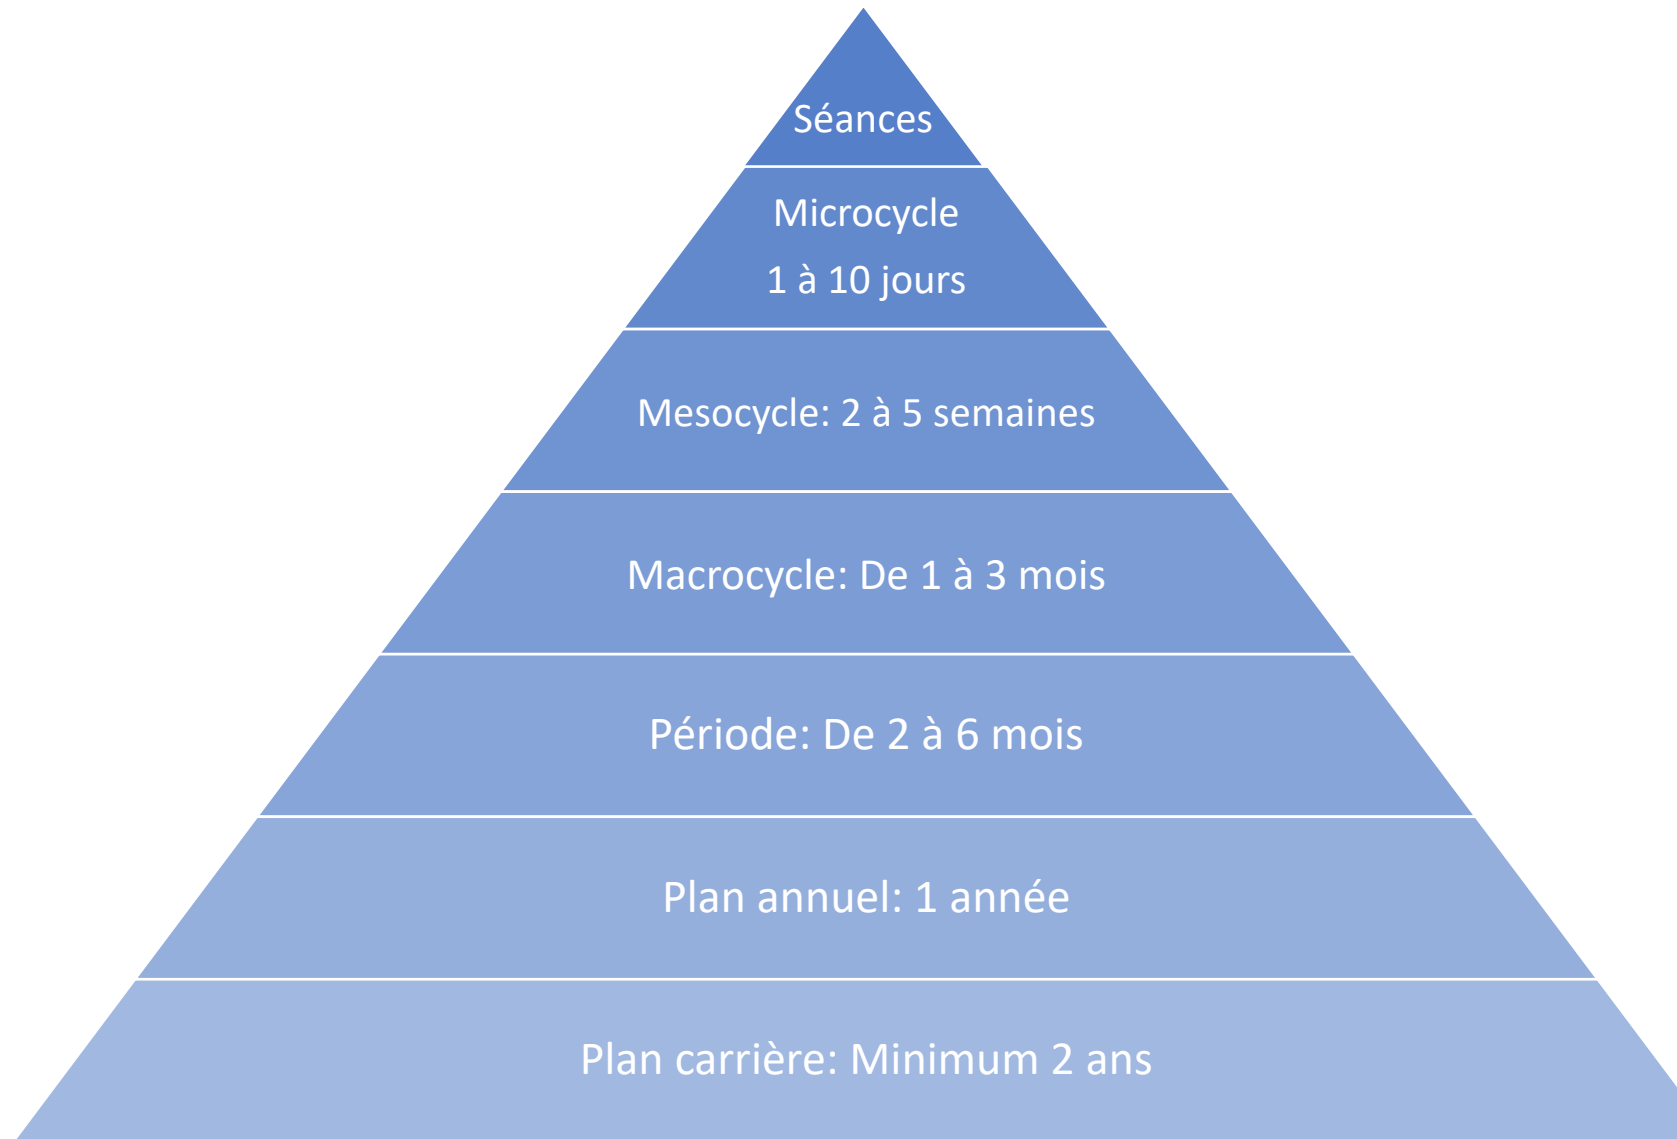 Séances
Microcycle
1 à 10 jours
Mesocycle: 2 à 5 semaines
Macrocycle: De 1 à 3 mois
Période: De 2 à 6 mois
Plan annuel: 1 année
Plan carrière: Minimum 2 ans